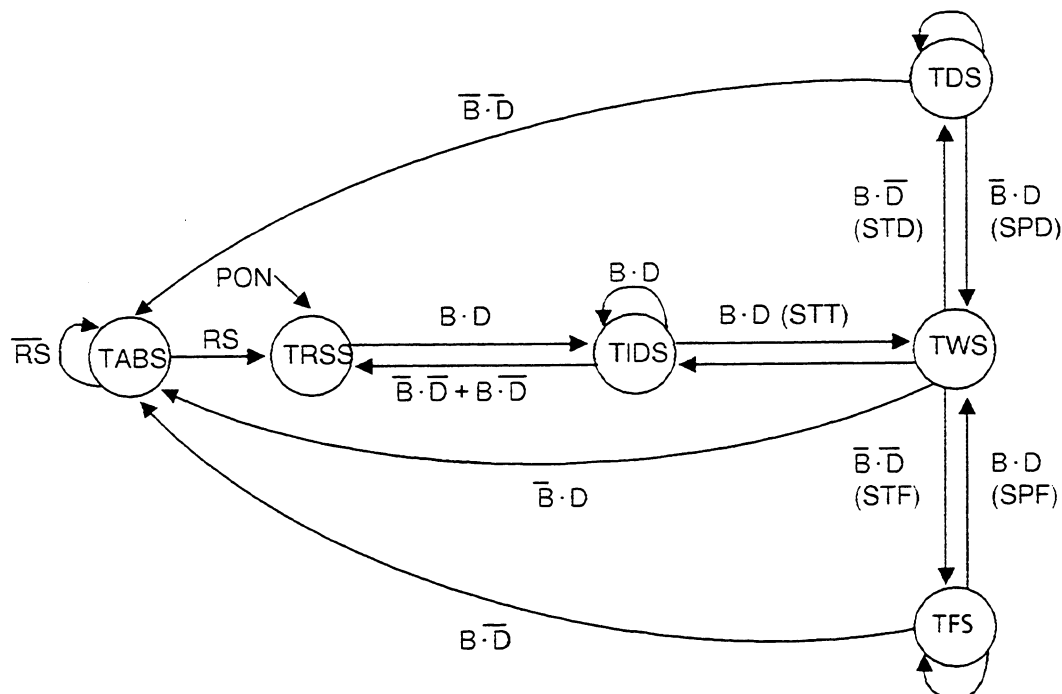 TDS
B̅·D̅
B·D̅
(STD)
B̅·D
(SPD)
PON
B·D
R̅S̅
TABS
RS
TRSS
B·D
TIDS
B·D (STT)
TWS
B̅·D̅ + B·D̅
B̅·D
B̅·D̅
(STF)
B·D
(SPF)
B·D̅
TFS